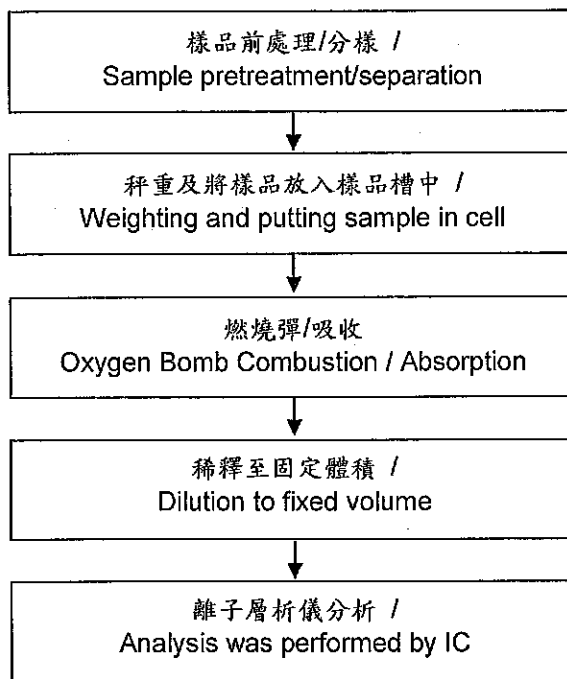 樣品前處理/分樣 /
Sample pretreatment/separation
秤重及將樣品放入樣品槽中 /
Weighting and putting sample in cell
燃燒彈/吸收
Oxygen Bomb Combustion / Absorption
稀釋至固定體積 /
Dilution to fixed volume
離子層析儀分析 /
Analysis was performed by IC